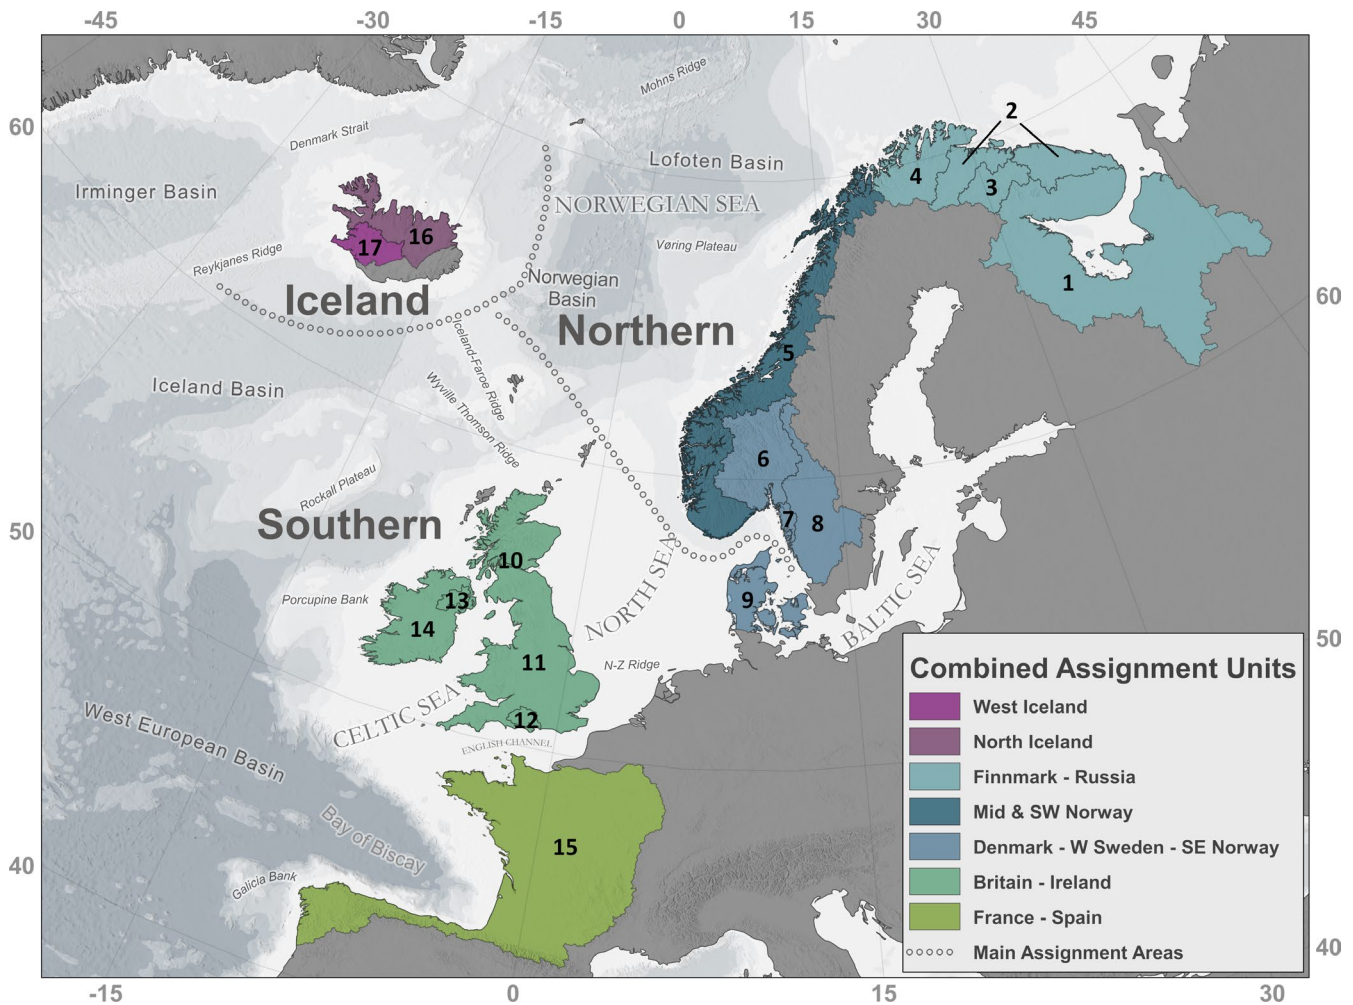 -45 -30 -15 0 15 30 45
Mohns Ridge
2
60
Denmark Strait
Lofoten Basin
4
3
Irminger Basin
NORWEGIAN SEA
17 16
Vøring Plateau
Reykjanes Ridge
1
Norwegian
Basin
60
Iceland
Northern
Iceland-Faroe Ridge
5
Iceland Basin
Wyville Thomson Ridge
6
Rockall Plateau
Southern
7 8
50
10
NORTH SEA
BALTIC SEA
Porcupine Bank
13
9
14
50
11
N-Z Ridge
CELTIC SEA
12
West European Basin
ENGLISH CHANNEL
Bay of Biscay
15
40
Galicia Bank
Combined Assignment Units
West Iceland
North Iceland
Finnmark - Russia
Mid & SW Norway
Denmark - W Sweden - SE Norway
Britain - Ireland
France - Spain
Main Assignment Areas
40
-15 0 15 30